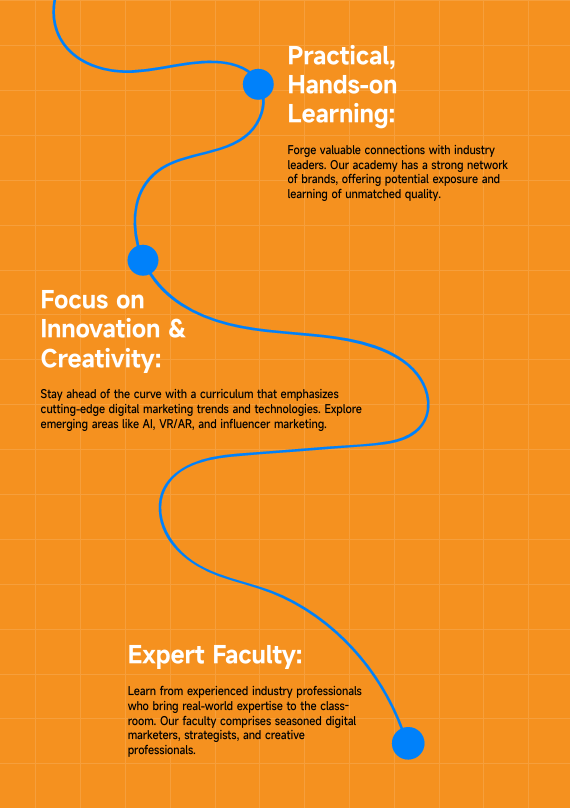 Practical,
Hands-on
Learning:
Forge valuable connections with industry
leaders. Our academy has a strong network
of brands, offering potential exposure and
learning of unmatched quality.
Focus on
Innovation &
Creativity:
Stay ahead of the curve with a curriculum that emphasizes
cutting-edge digital marketing trends and technologies. Explore
emerging areas like AI, VR/AR, and influencer marketing.
Expert Faculty:
Learn from experienced industry professionals
who bring real-world expertise to the class-
room. Our faculty comprises seasoned digital
marketers, strategists, and creative
professionals.